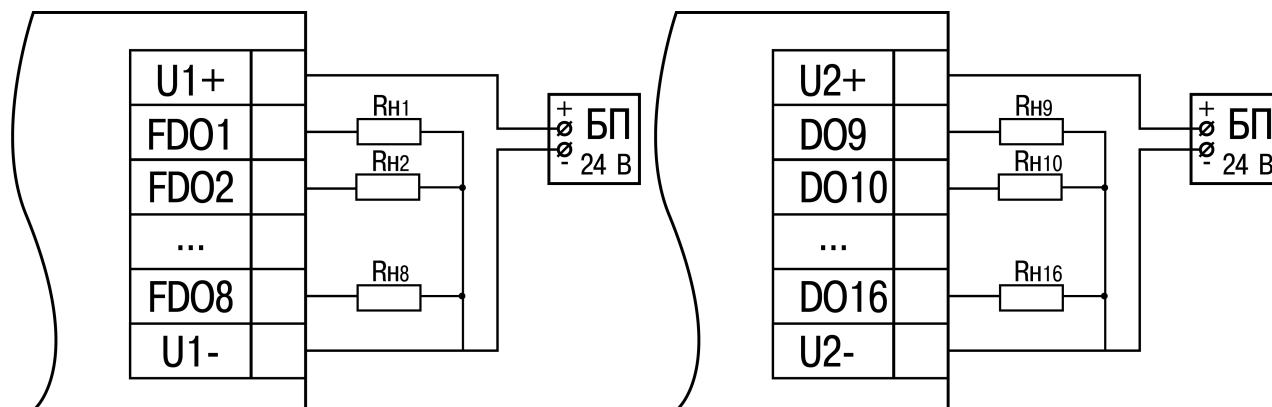 U1+
FDO1
FDO2
...
FDO8
U1-
Rн1
Rн2
Rн8
+
БП
-
24 В
U2+
DO9
DO10
...
DO16
U2-
Rн9
Rн10
Rн16
+
БП
-
24 В